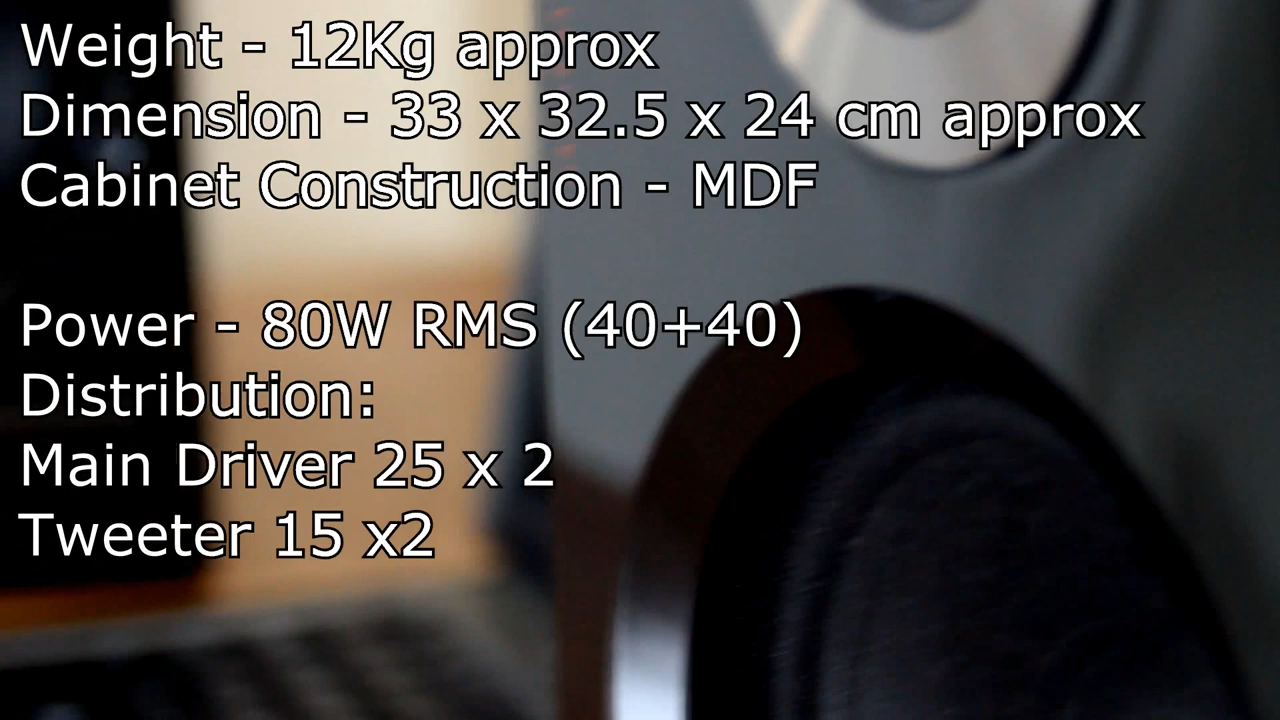 Weight - 12Kg approx
Dimension - 33 x 32.5 x 24 cm approx
Cabinet Construction - MDF
Power - 80W RMS (40+40)
Distribution:
Main Driver 25 x 2
Tweeter 15 x2